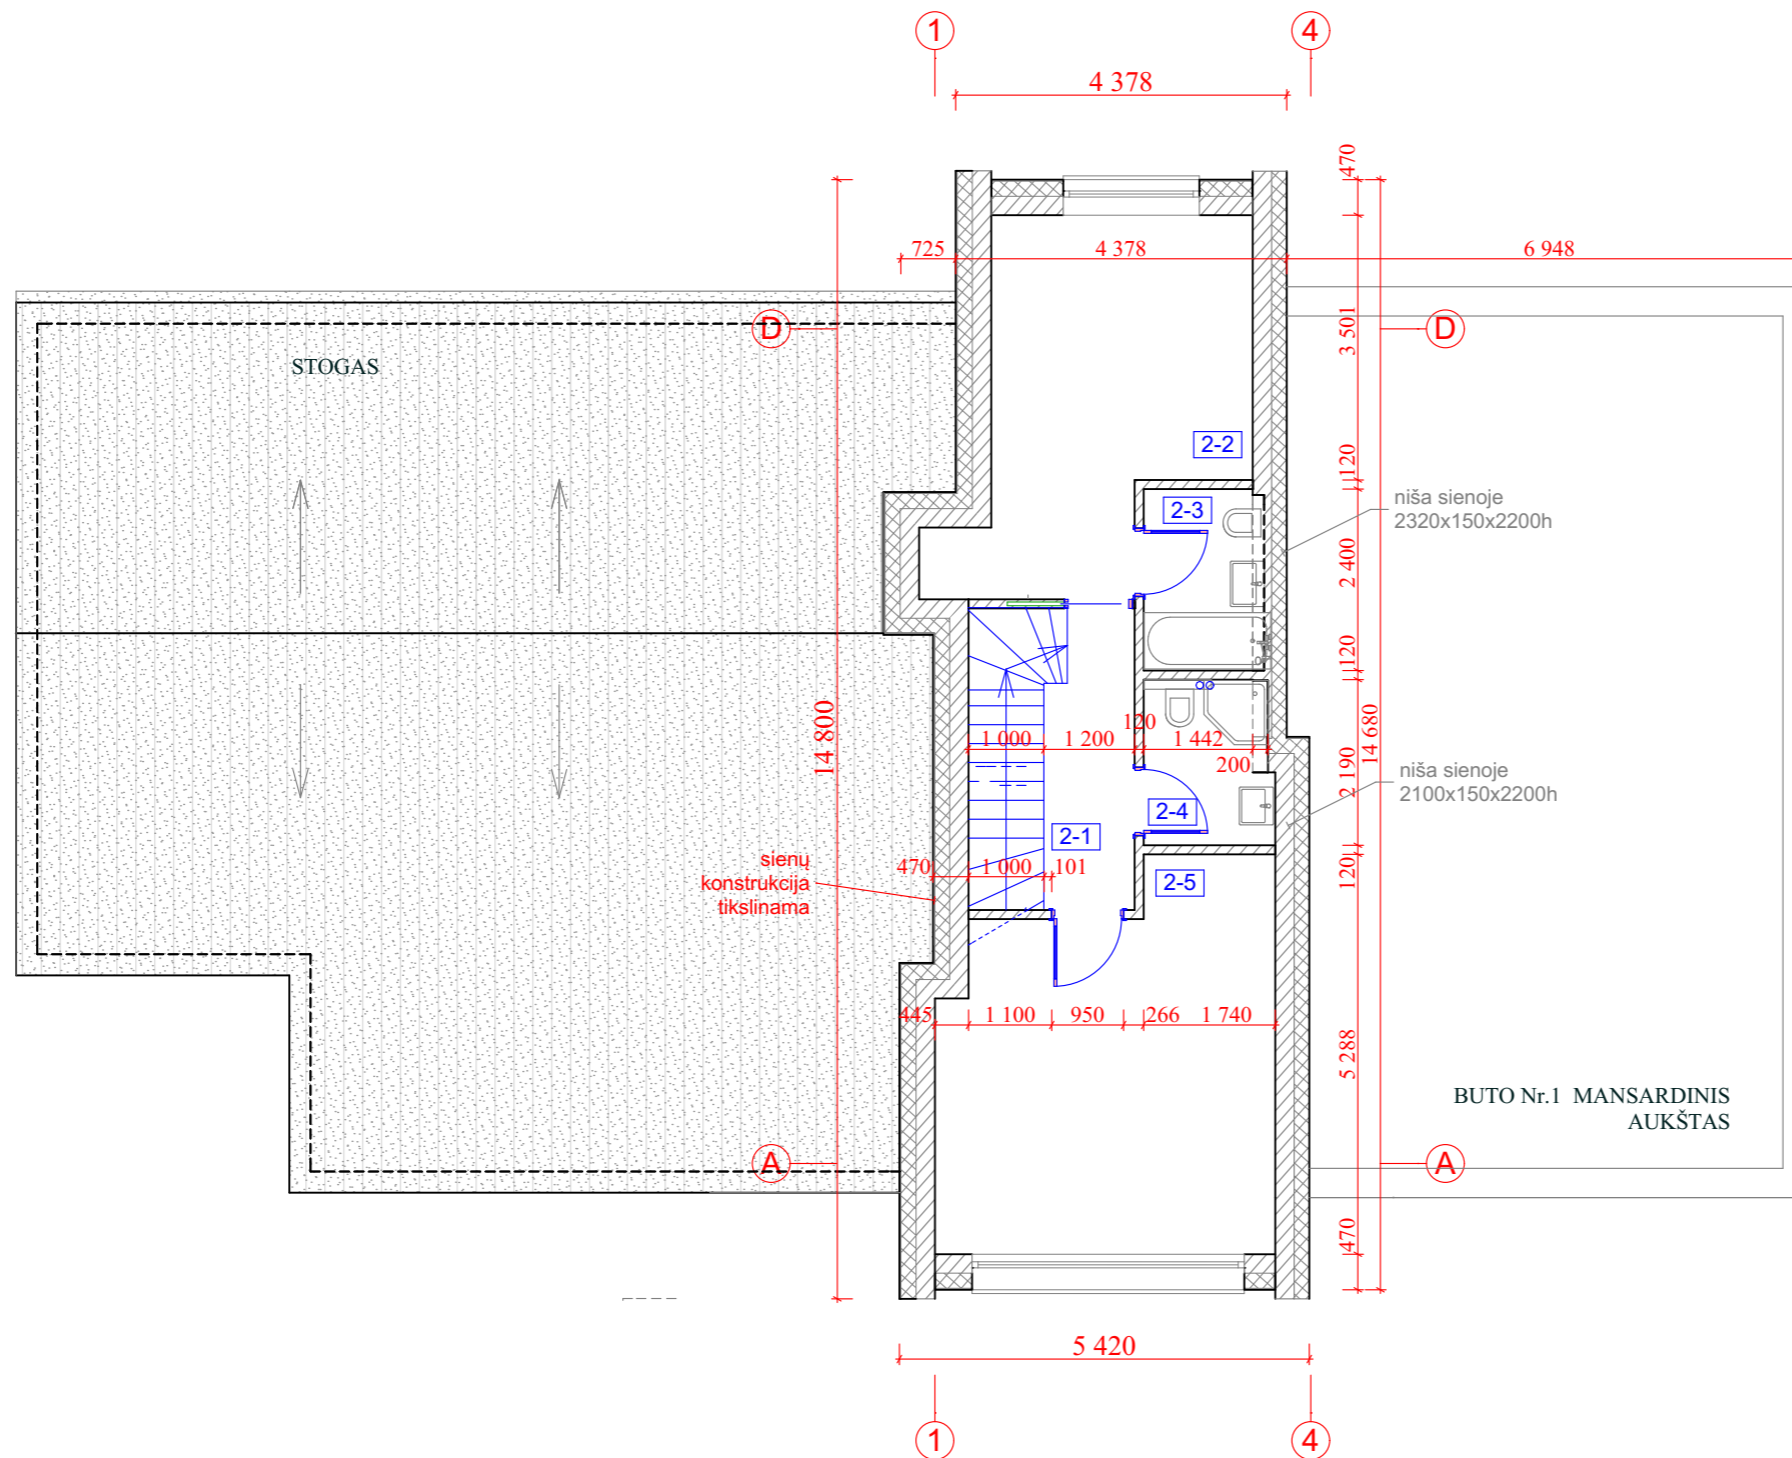 1
4
4 378
470
725
4 378
6 948
D
D
3 501
STOGAS
2-2
120
niša sienoje
2320x150x2200h
2-3
2 400
120
14 800
120
1 000
1 200
1 442
200
14 680
2 190
niša sienoje
2100x150x2200h
2-4
2-1
sienų
konstrukcija
tikslinama
470
1 000
101
2-5
120
445
1 100
950
266
1 740
5 288
BUTO Nr.1 MANSARDINIS
AUKŠTAS
A
A
470
5 420
1
4